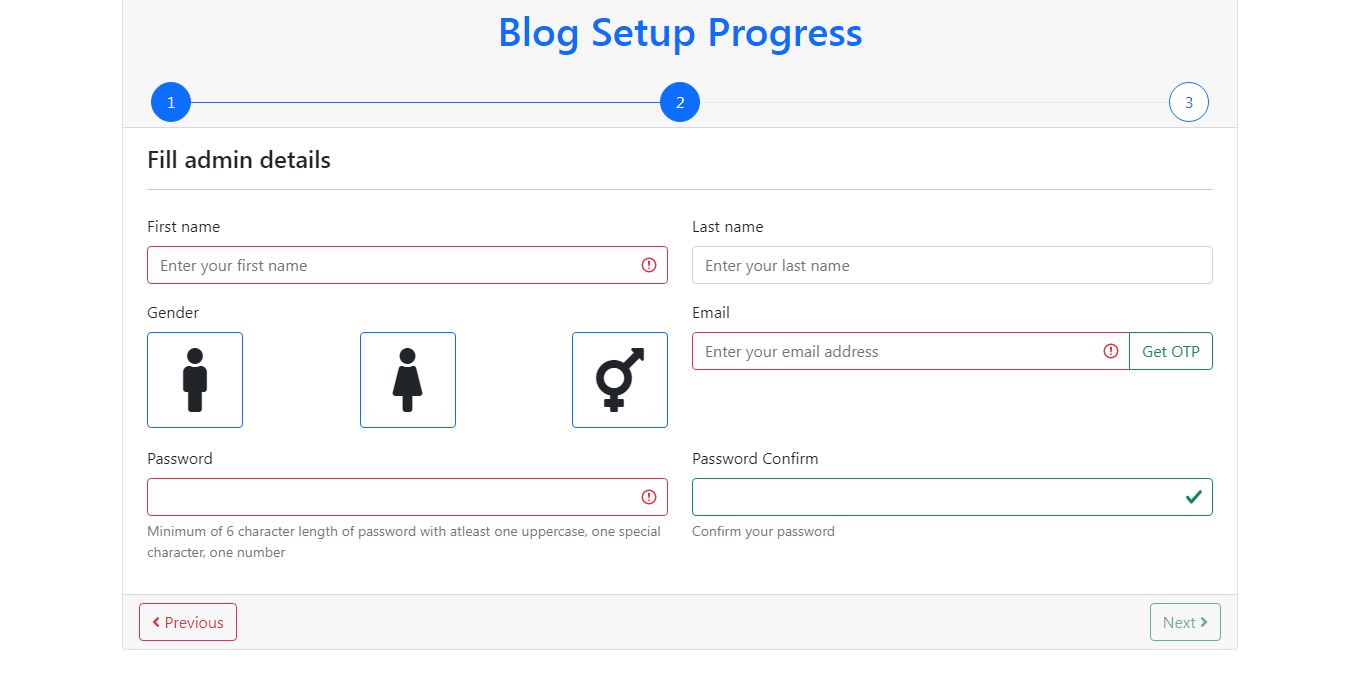 Blog Setup Progress
1
2
3
Fill admin details
First name
Last name
Enter your first name
Enter your last name
Gender
Email
Enter your email address
Get OTP
Password
Password Confirm
Minimum of 6 character length of password with atleast one uppercase, one special
character, one number
Confirm your password
Previous
Next